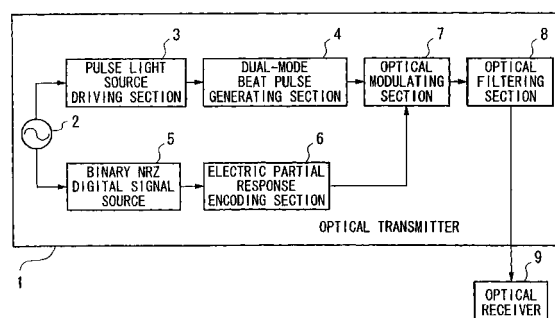 3
PULSE LIGHT
SOURCE
DRIVING SECTION
4
DUAL-MODE
BEAT PULSE
GENERATING SECTION
7
OPTICAL
MODULATING
SECTION
8
OPTICAL
FILTERING
SECTION
2
5
BINARY NRZ
DIGITAL SIGNAL
SOURCE
6
ELECTRIC PARTIAL
RESPONSE
ENCODING SECTION
OPTICAL TRANSMITTER
1
9
OPTICAL
RECEIVER